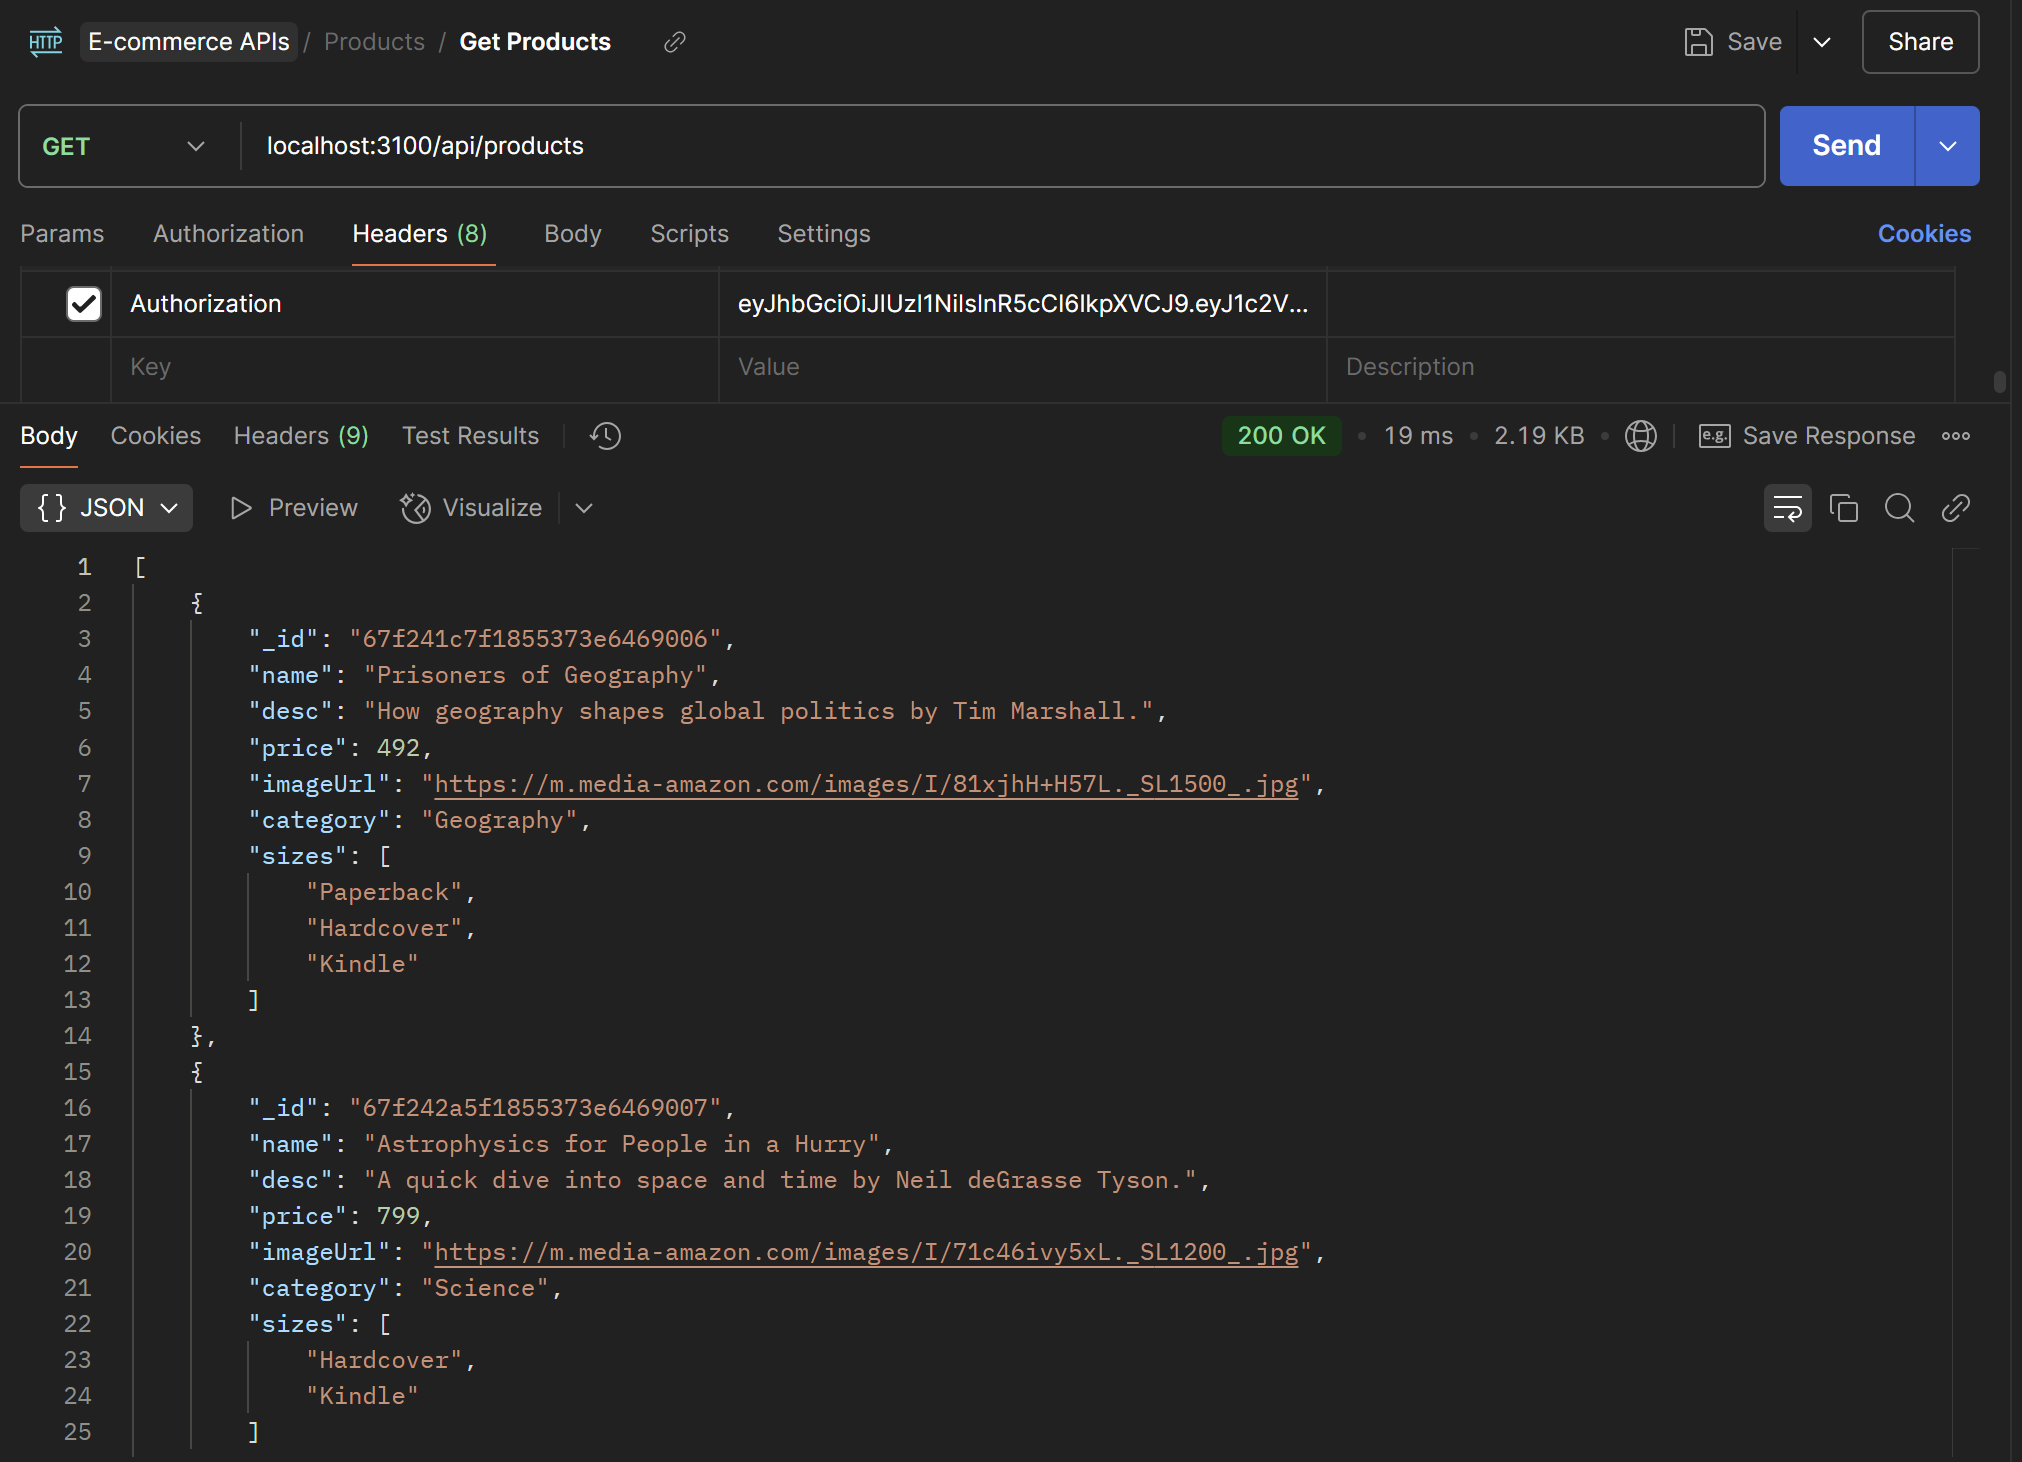 HTTP E-commerce APIs / Products / Get Products Save Share
GET localhost:3100/api/products Send
Params Authorization Headers (8) Body Scripts Settings Cookies
Authorization eyJhbGciOiJIUzI1NiIsInR5cCI6IkpXVCJ9.eyJ1c2V...
Key Value Description
Body Cookies Headers (9) Test Results 200 OK • 19 ms • 2.19 KB • e.g. Save Response
{} JSON Preview Visualize
1 [
2 {
3 "_id": "67f241c7f1855373e6469006",
4 "name": "Prisoners of Geography",
5 "desc": "How geography shapes global politics by Tim Marshall.",
6 "price": 492,
7 "imageUrl": "https://m.media-amazon.com/images/I/81xjhH+H57L._SL1500_.jpg",
8 "category": "Geography",
9 "sizes": [
10 "Paperback",
11 "Hardcover",
12 "Kindle"
13 ]
14 },
15 {
16 "_id": "67f242a5f1855373e6469007",
17 "name": "Astrophysics for People in a Hurry",
18 "desc": "A quick dive into space and time by Neil deGrasse Tyson.",
19 "price": 799,
20 "imageUrl": "https://m.media-amazon.com/images/I/71c46ivy5xL._SL1200_.jpg",
21 "category": "Science",
22 "sizes": [
23 "Hardcover",
24 "Kindle"
25 ]